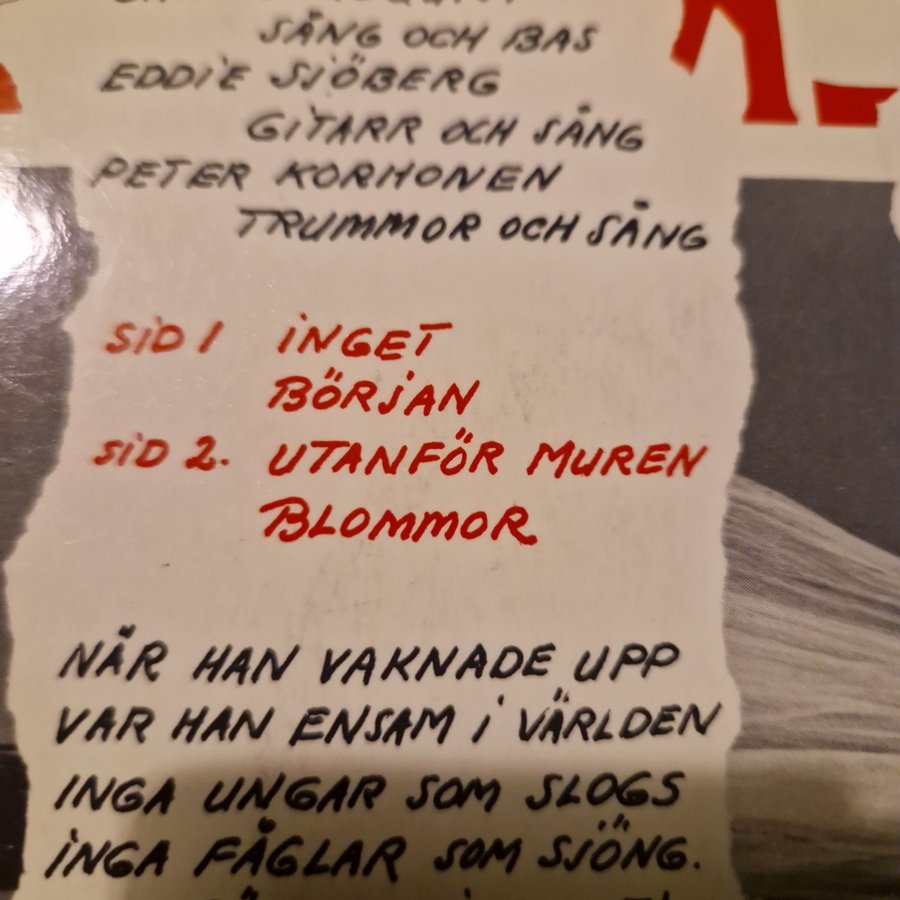 SÅNG OCH BAS
EDDIE SJÖBERG
GITARR OCH SÅNG
PETER KORHONEN
TRUMMOR OCH SÅNG
SID 1 INGET
BÖRJAN
SID 2. UTANFÖR MUREN
BLOMMOR
NÄR HAN VAKNADE UPP
VAR HAN ENSAM I VÄRLDEN
INGA UNGAR SOM SLOGS
INGA FÅGLAR SOM SJÖNG.